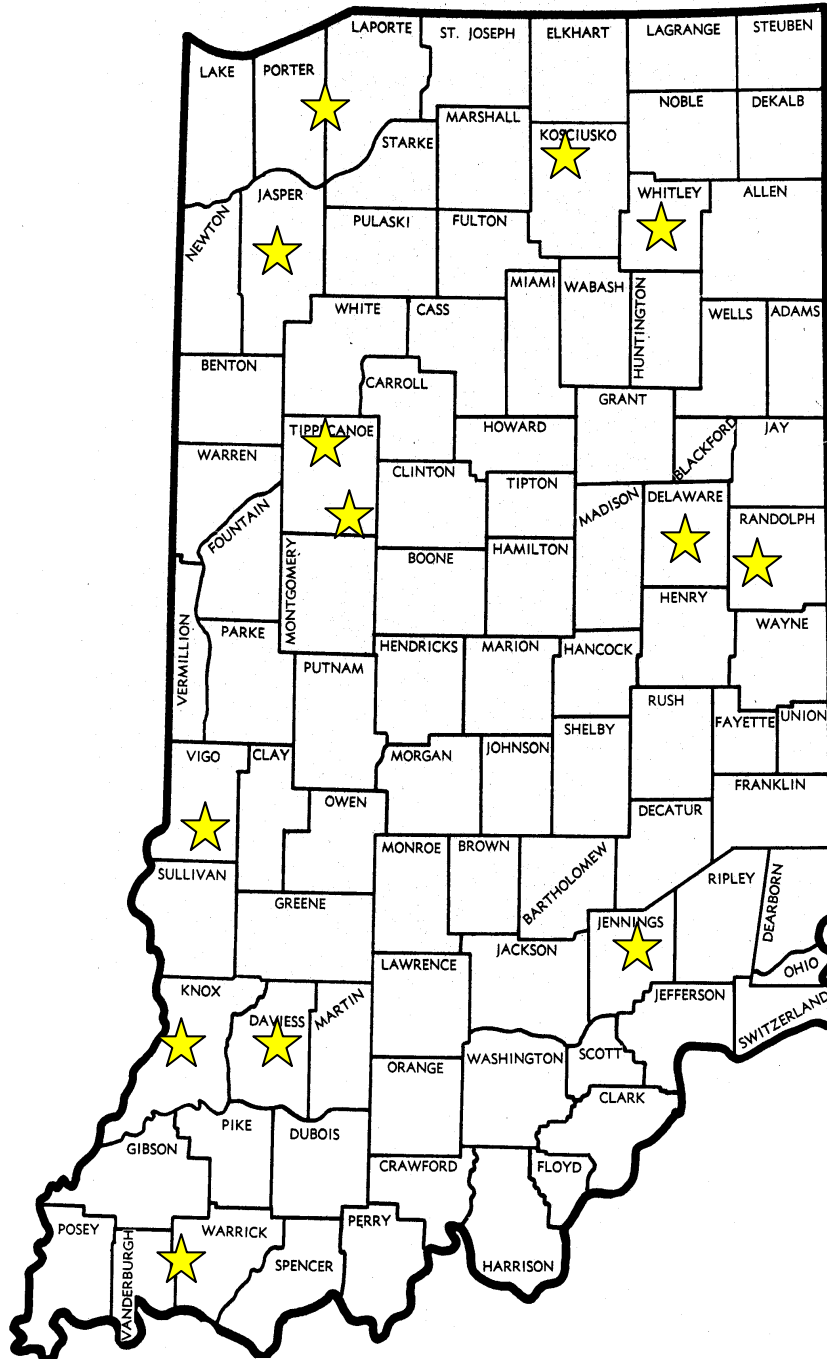 LAPORTE
ST. JOSEPH
ELKHART
LAGRANGE
STEUBEN
LAKE
PORTER
NOBLE
DEKALB
MARSHALL
STARKE
KOSCIUSKO
JASPER
WHITLEY
ALLEN
NEWTON
PULASKI
FULTON
MIAMI
WABASH
HUNTINGTON
WHITE
CASS
WELLS
ADAMS
BENTON
CARROLL
GRANT
TIPPECANOE
HOWARD
BLACKFORD
JAY
WARREN
CLINTON
TIPTON
MADISON
DELAWARE
RANDOLPH
FOUNTAIN
MONTGOMERY
BOONE
HAMILTON
HENRY
WAYNE
VERMILLION
PARKE
HENDRICKS
MARION
HANCOCK
PUTNAM
RUSH
FAYETTE
UNION
VIGO
CLAY
MORGAN
JOHNSON
SHELBY
FRANKLIN
OWEN
DECATUR
MONROE
BROWN
BARTHOLOMEW
RIPLEY
DEARBORN
SULLIVAN
GREENE
JENNINGS
JACKSON
LAWRENCE
OHIO
KNOX
DAVIESS
MARTIN
JEFFERSON
SWITZERLAND
WASHINGTON
SCOTT
ORANGE
CLARK
PIKE
DUBOIS
GIBSON
CRAWFORD
FLOYD
POSEY
VANDERBURGH
WARRICK
PERRY
SPENCER
HARRISON